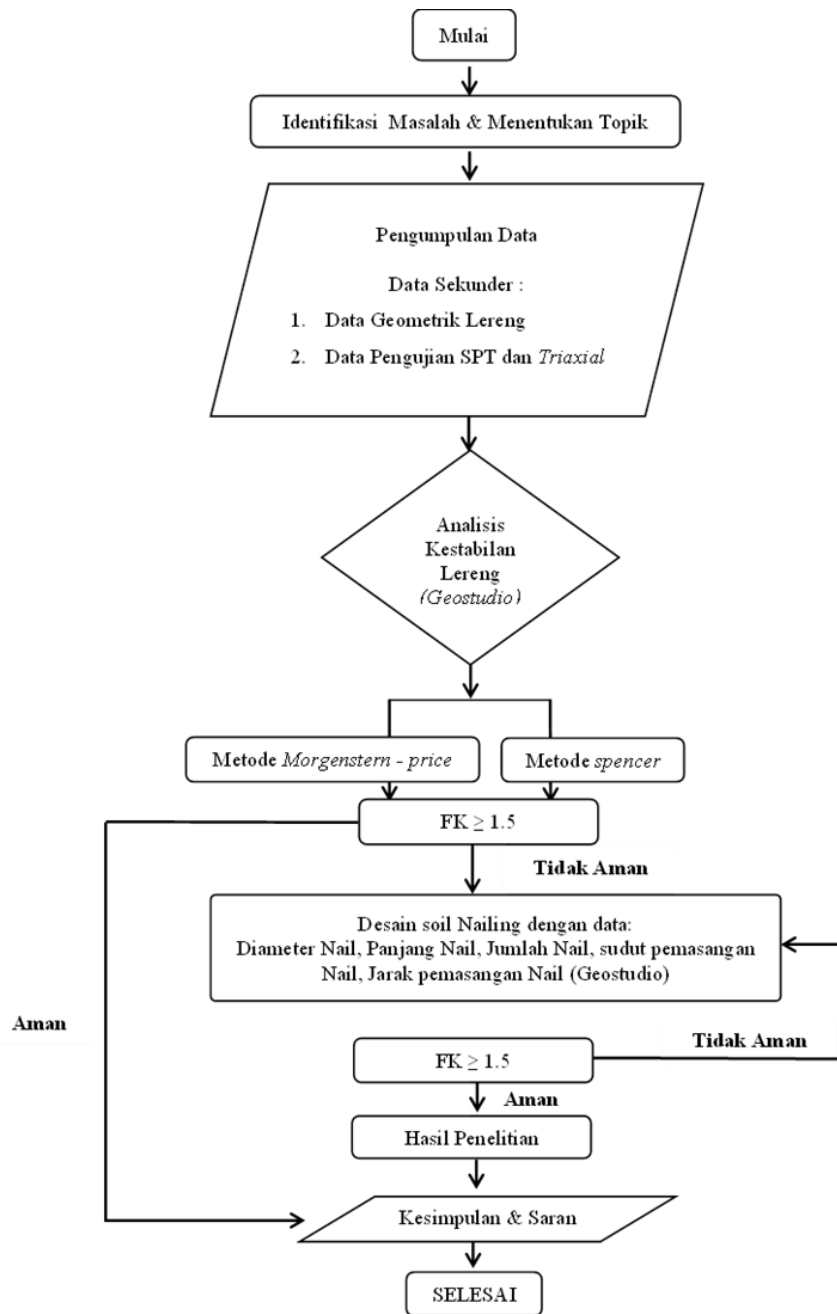 Mulai
Identifikasi Masalah & Menentukan Topik
Pengumpulan Data
Data Sekunder :
1. Data Geometrik Lereng
2. Data Pengujian SPT dan Triaxial
Analisis
Kestabilan
Lereng
(Geostudio)
Metode Morgenstern - price
Metode spencer
FK ≥ 1.5
Tidak Aman
Desain soil Nailing dengan data:
Diameter Nail, Panjang Nail, Jumlah Nail, sudut pemasangan
Nail, Jarak pemasangan Nail (Geostudio)
Aman
Tidak Aman
FK ≥ 1.5
Aman
Hasil Penelitian
Kesimpulan & Saran
SELESAI